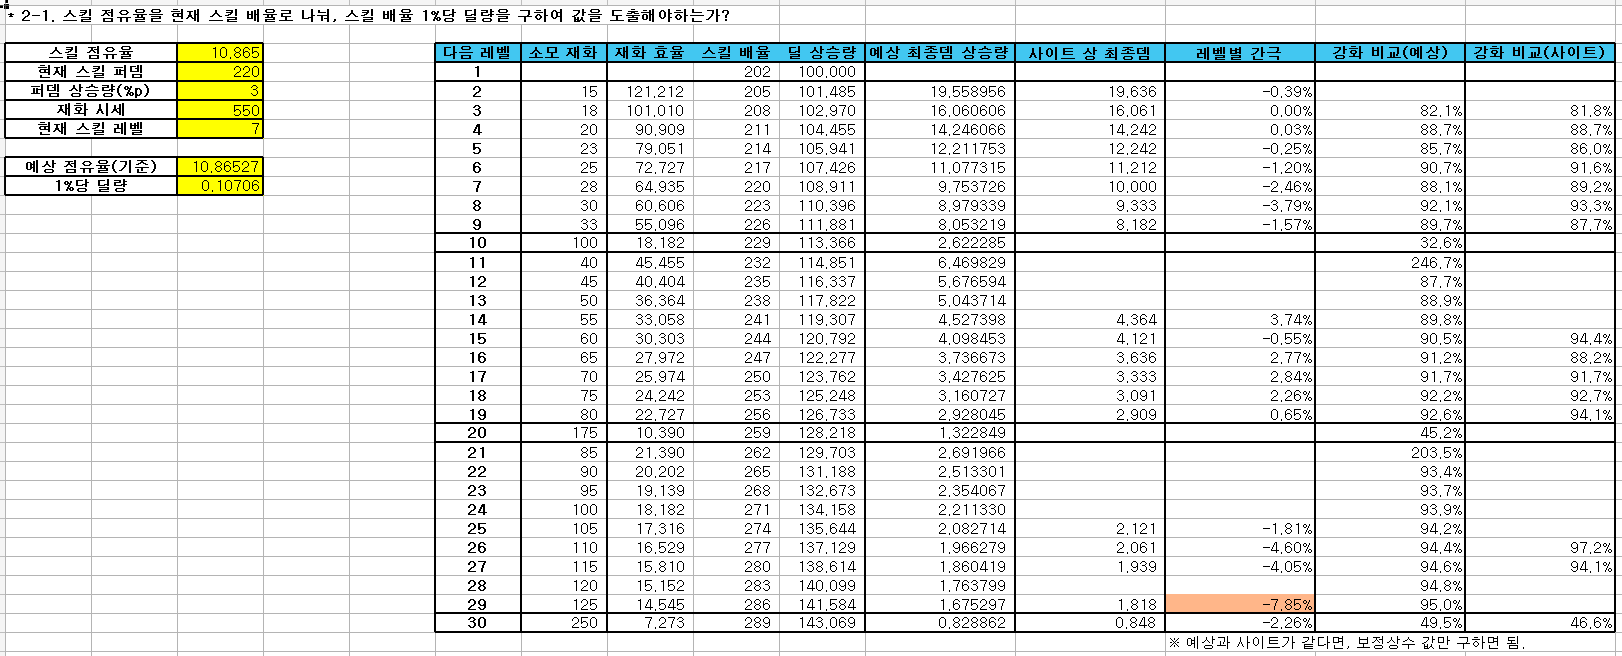 * 2-1. 스킬 점유율을 현재 스킬 배율로 나눠, 스킬 배율 1%당 딜량을 구하여 값을 도출해야하는가?
스킬 점유율 10.865
현재 스킬 퍼뎀 220
퍼뎀 상승량(%p) 3
재화 시세 550
현재 스킬 레벨 7
예상 점유율(기준) 10.86527
1%당 딜량 0.10706
다음 레벨 소모 재화 재화 효율 스킬 배율 딜 상승량 예상 최종뎀 상승량 사이트 상 최종뎀 레벨별 간극 강화 비교(예상) 강화 비교(사이트)
1 202 100.000
2 15 121.212 205 101.485 19.558956 19.636 -0.39%
3 18 101.010 208 102.970 16.060606 16.061 0.00% 82.1% 81.8%
4 20 90.909 211 104.455 14.246066 14.242 0.03% 88.7% 88.7%
5 23 79.051 214 105.941 12.211753 12.242 -0.25% 85.7% 86.0%
6 25 72.727 217 107.426 11.077315 11.212 -1.20% 90.7% 91.6%
7 28 64.935 220 108.911 9.753726 10.000 -2.46% 88.1% 89.2%
8 30 60.606 223 110.396 8.979339 9.333 -3.79% 92.1% 93.3%
9 33 55.096 226 111.881 8.053219 8.182 -1.57% 89.7% 87.7%
10 100 18.182 229 113.366 2.622285 32.6%
11 40 45.455 232 114.851 6.469829 246.7%
12 45 40.404 235 116.337 5.676594 87.7%
13 50 36.364 238 117.822 5.043714 88.9%
14 55 33.058 241 119.307 4.527398 4.364 3.74% 89.8%
15 60 30.303 244 120.792 4.098453 4.121 -0.55% 90.5% 94.4%
16 65 27.972 247 122.277 3.736673 3.636 2.77% 91.2% 88.2%
17 70 25.974 250 123.762 3.427625 3.333 2.84% 91.7% 91.7%
18 75 24.242 253 125.248 3.160727 3.091 2.26% 92.2% 92.7%
19 80 22.727 256 126.733 2.928045 2.909 0.65% 92.6% 94.1%
20 175 10.390 259 128.218 1.322849 45.2%
21 85 21.390 262 129.703 2.691966 203.5%
22 90 20.202 265 131.188 2.513301 93.4%
23 95 19.139 268 132.673 2.354067 93.7%
24 100 18.182 271 134.158 2.211330 93.9%
25 105 17.316 274 135.644 2.082714 2.121 -1.81% 94.2%
26 110 16.529 277 137.129 1.966279 2.061 -4.60% 94.4% 97.2%
27 115 15.810 280 138.614 1.860419 1.939 -4.05% 94.6% 94.1%
28 120 15.152 283 140.099 1.763799 94.8%
29 125 14.545 286 141.584 1.675297 1.818 -7.85% 95.0%
30 250 7.273 289 143.069 0.828862 0.848 -2.26% 49.5% 46.6%
※ 예상과 사이트가 같다면, 보정상수 값만 구하면 됨.